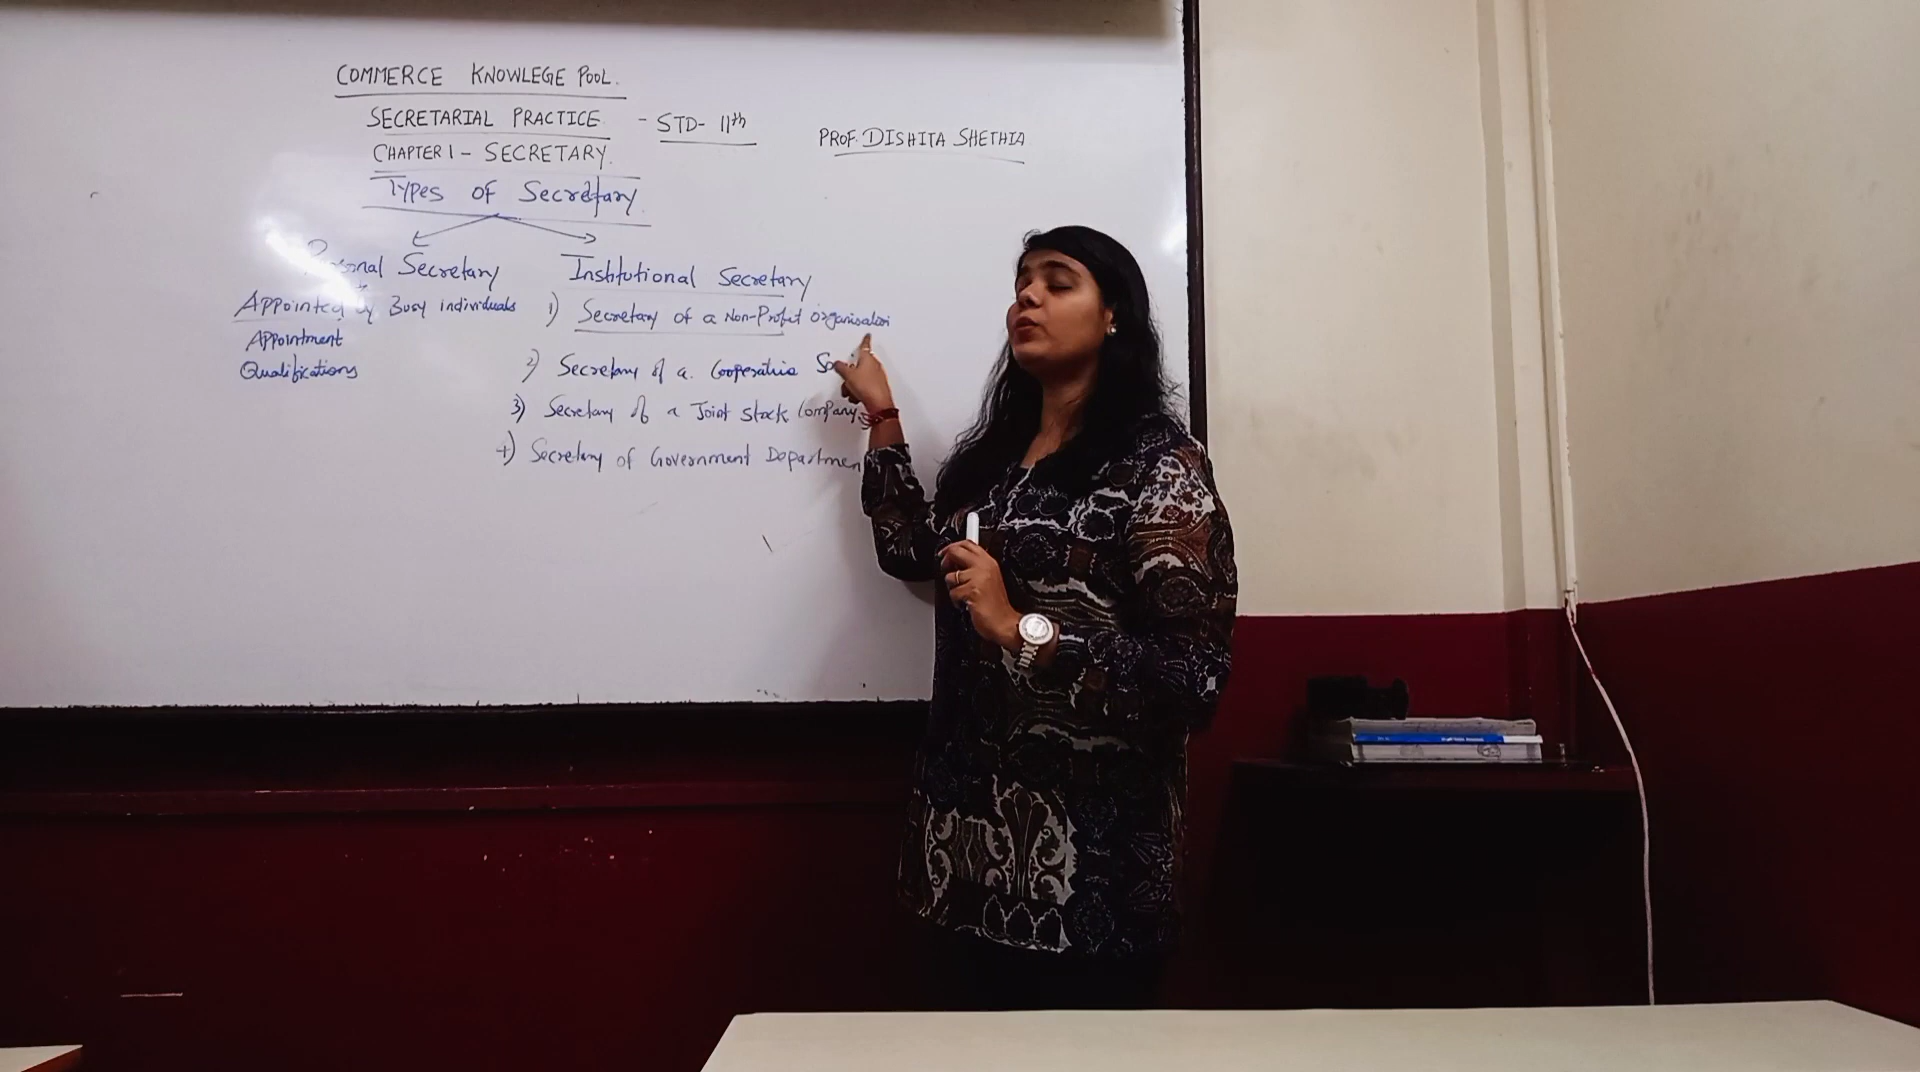 COMMERCE KNOWLEGE POOL.
SECRETARIAL PRACTICE - STD- 11th
PROF. DISHITA SHETHIA
CHAPTER 1 - SECRETARY.
Types of Secretary
Personal Secretary
Appointed by Busy individuals
Appointment
Qualifications
Institutional Secretary
1) Secretary of a Non-Profit Organisation
2) Secretary of a Cooperative
3) Secretary of a Joint Stock Company
4) Secretary of Government Departmen